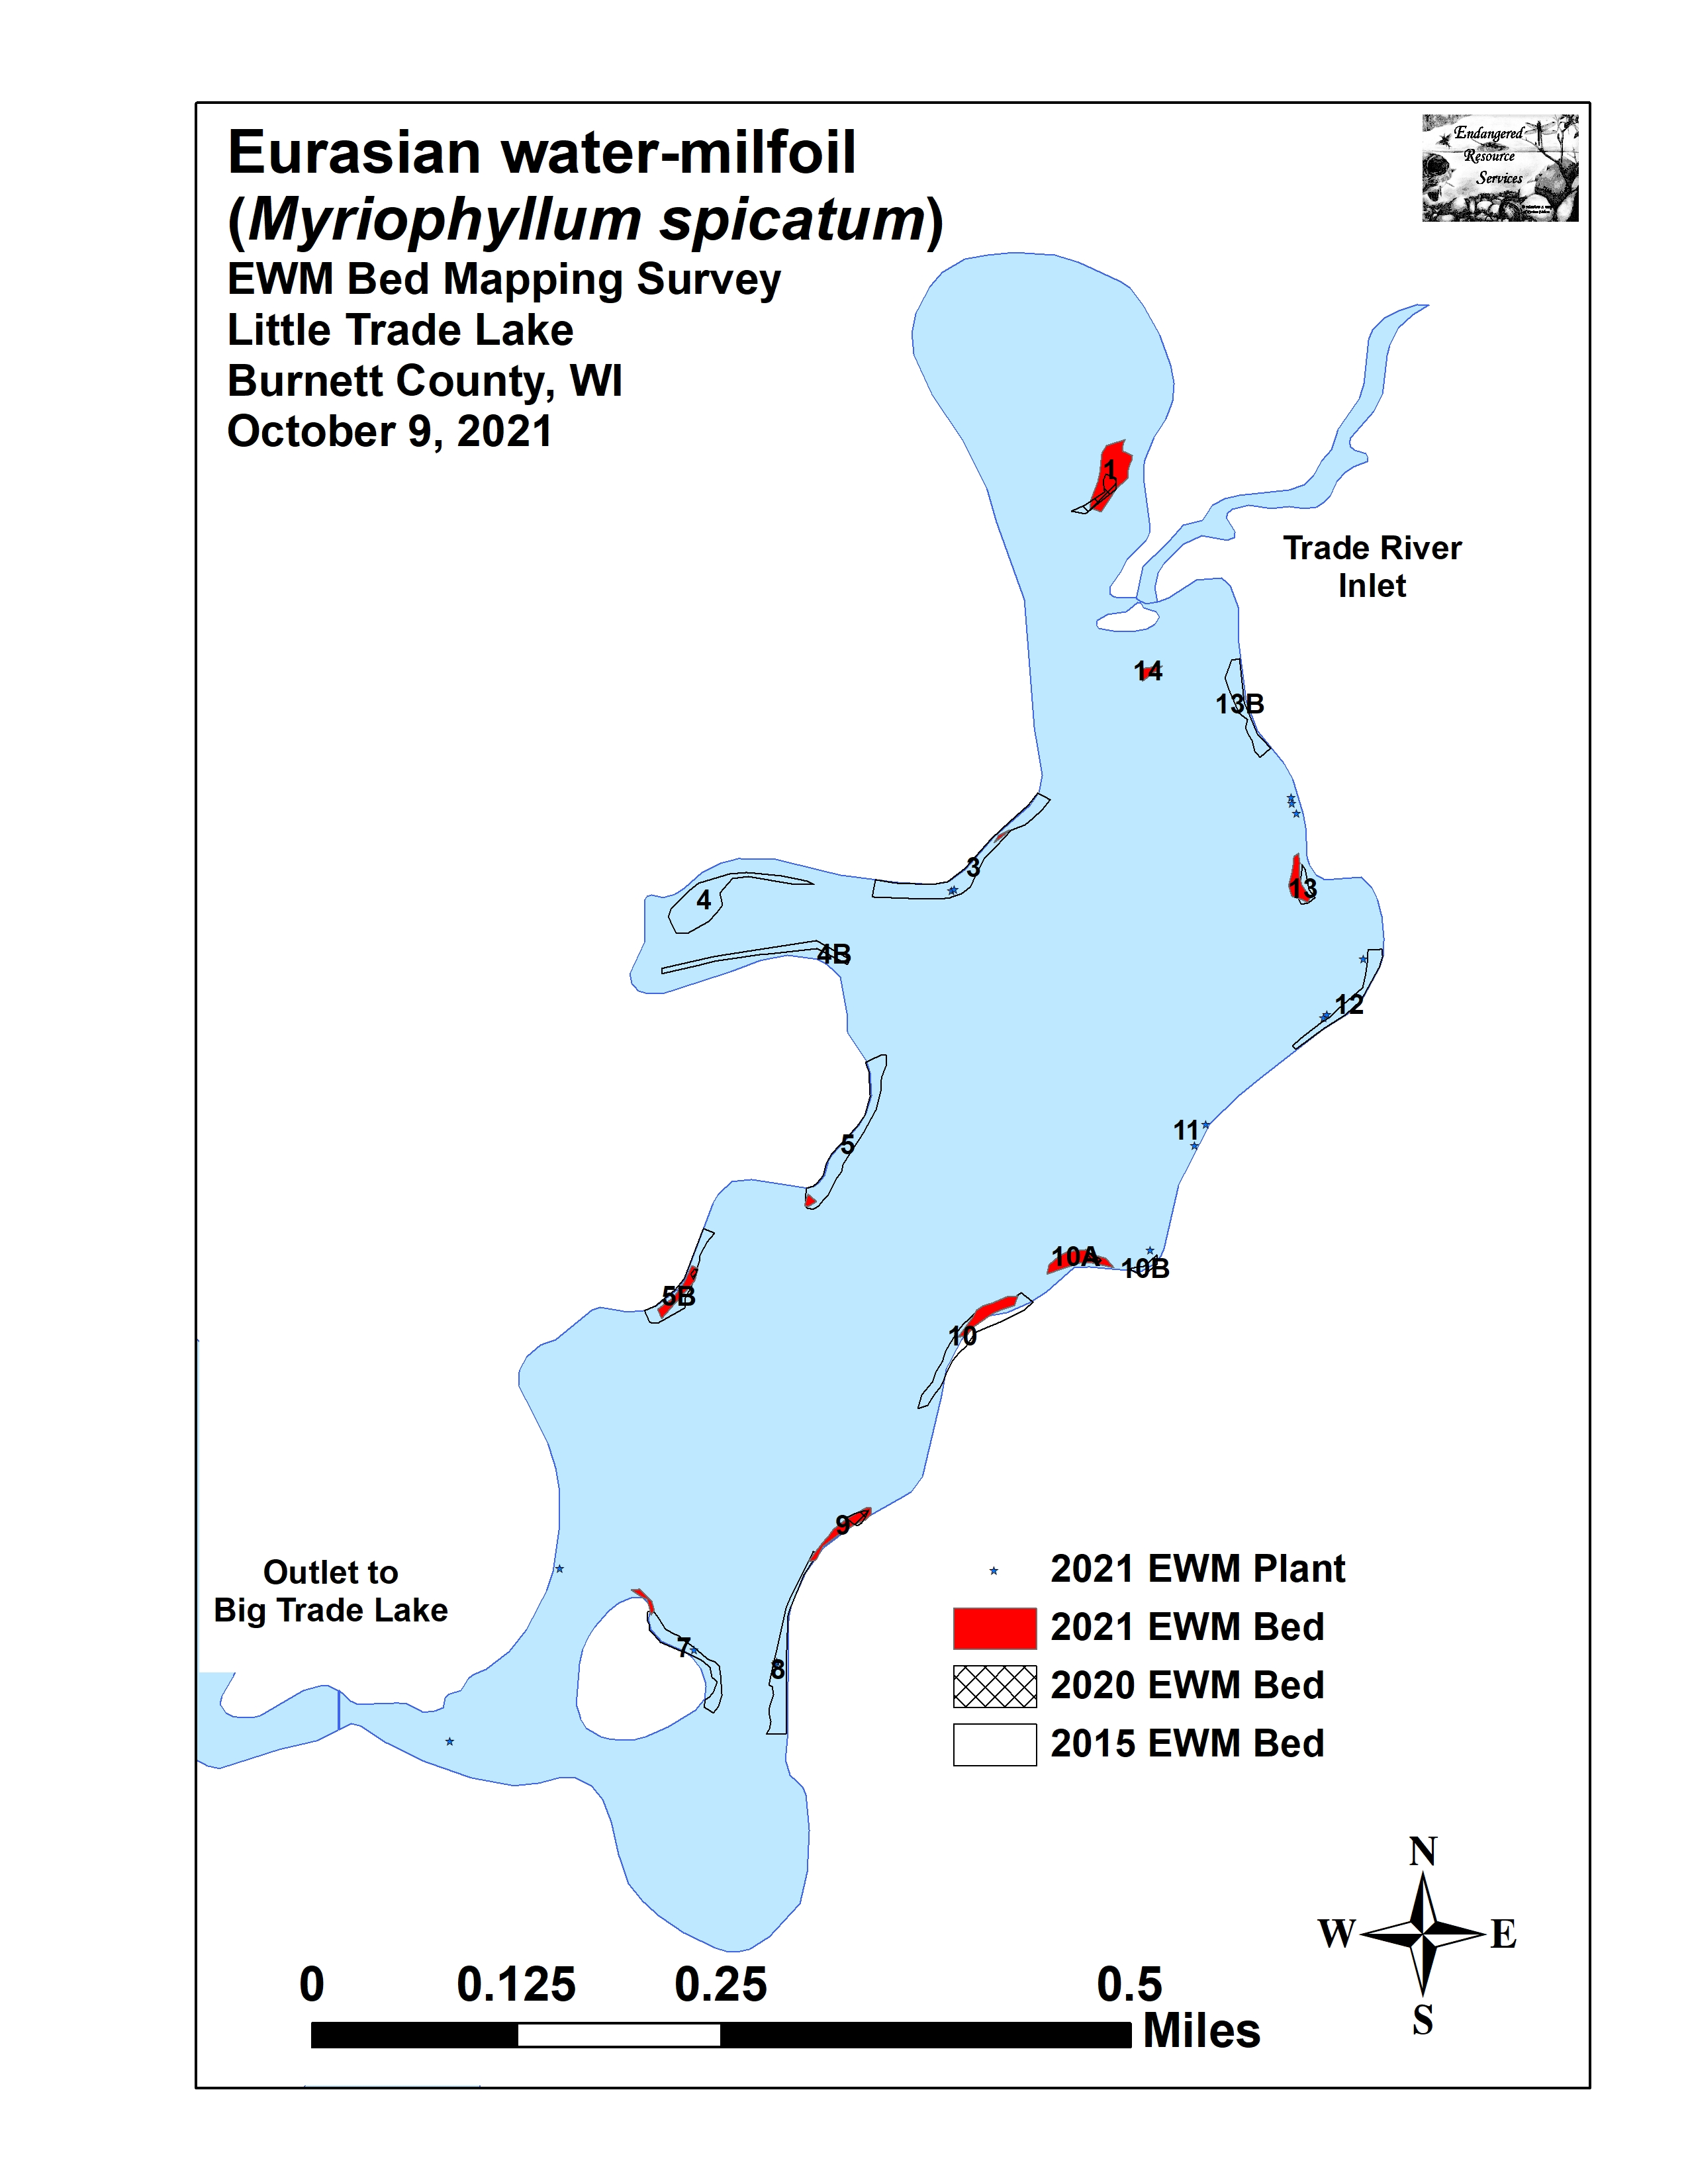 Eurasian water-milfoil
(Myriophyllum spicatum)
EWM Bed Mapping Survey
Little Trade Lake
Burnett County, WI
October 9, 2021
Endangered
Resource
Services
1
Trade River
Inlet
14
13B
3
4
13
4B
12
11
5
10A
10B
5B
10
9
Outlet to
Big Trade Lake
7
8
2021 EWM Plant
2021 EWM Bed
2020 EWM Bed
2015 EWM Bed
N
W E
S
0 0.125 0.25 0.5
Miles